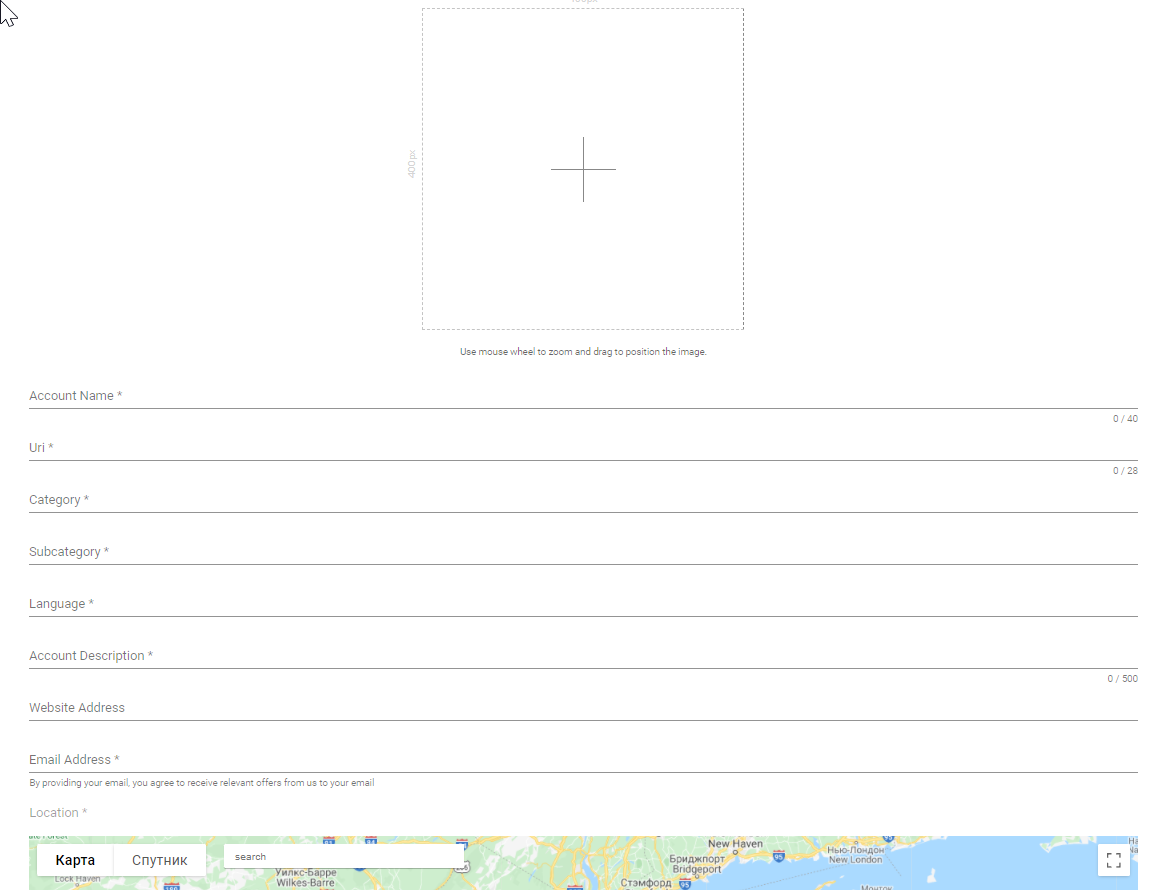 400px
Use mouse wheel to zoom and drag to position the image.
Account Name *
0 / 40
Uri *
0 / 28
Category *
Subcategory *
Language *
Account Description *
0 / 500
Website Address
Email Address *
By providing your email, you agree to receive relevant offers from us to your email
Location *
Карта
Спутник
search
Lock Haven
Уилкс-Барре
Wilkes-Barre
New Haven
Бриджпорт
Bridgeport
95
Стэмфорд
95
Нью-Лондон
New London